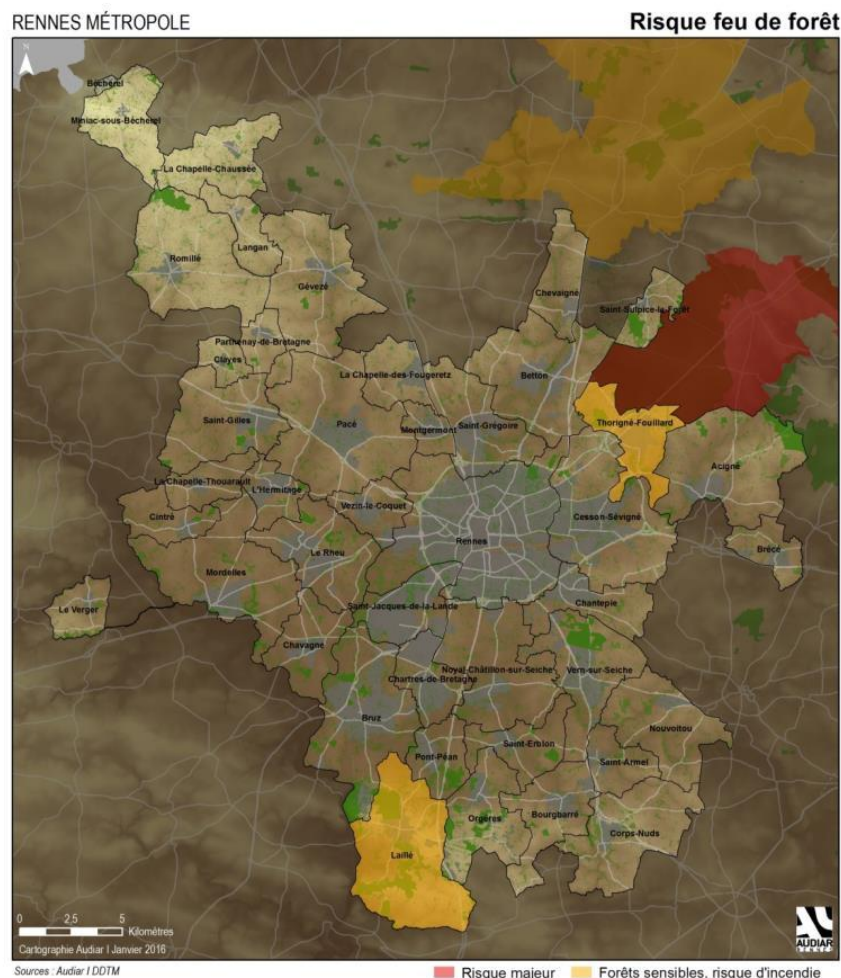 RENNES MÉTROPOLE
Risque feu de forêt
N
Bécherel
Miniac-sous-Bécherel
La Chapelle-Chaussée
Langan
Romillé
Gévezé
Chevaigné
Saint-Sulpice-la-Forêt
Parthenay-de-Bretagne
Clayes
La Chapelle-des-Fougeretz
Betton
Saint-Gilles
Pacé
Montgermont
Saint-Grégoire
Thorigné-Fouillard
Acigné
La Chapelle-Thouarault
L'Hermitage
Vezin-le-Coquet
Cintré
Cesson-Sévigné
Rennes
Le Rheu
Brécé
Mordelles
Le Verger
Saint-Jacques-de-la-Lande
Chantepie
Chavagne
Noyal-Châtillon-sur-Seiche
Vern-sur-Seiche
Chartres-de-Bretagne
Bruz
Nouvoitou
Saint-Erblon
Pont-Péan
Saint-Armel
Orgères
Bourgbarré
Corps-Nuds
Laillé
0 2,5 5
Kilomètres
Cartographie Audiar I Janvier 2016
AUDIAR
RENNES
Sources : Audiar I DDTM
Risque majeur
Forêts sensibles, risque d'incendie